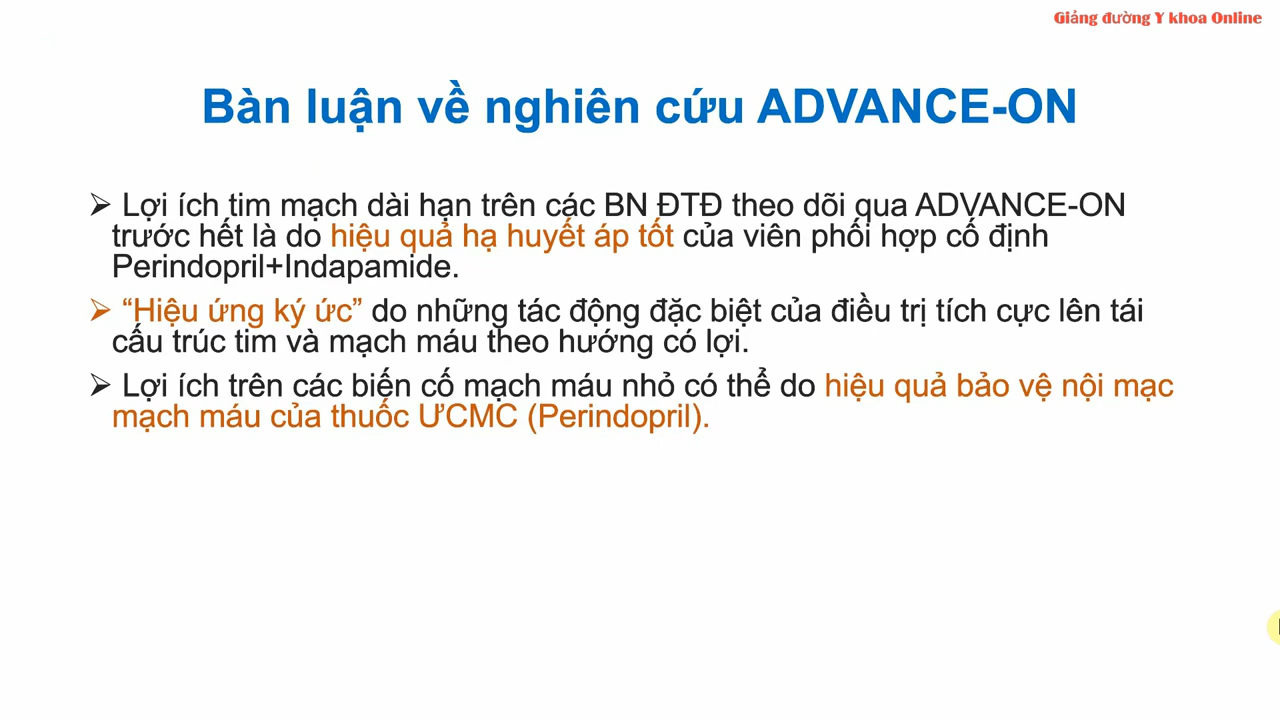 Giảng đường Y khoa Online
Bàn luận về nghiên cứu ADVANCE-ON
➢ Lợi ích tim mạch dài hạn trên các BN ĐTĐ theo dõi qua ADVANCE-ON
trước hết là do hiệu quả hạ huyết áp tốt của viên phối hợp cố định
Perindopril+Indapamide.
➢ “Hiệu ứng ký ức” do những tác động đặc biệt của điều trị tích cực lên tái
cấu trúc tim và mạch máu theo hướng có lợi.
➢ Lợi ích trên các biến cố mạch máu nhỏ có thể do hiệu quả bảo vệ nội mạc
mạch máu của thuốc ƯCMC (Perindopril).